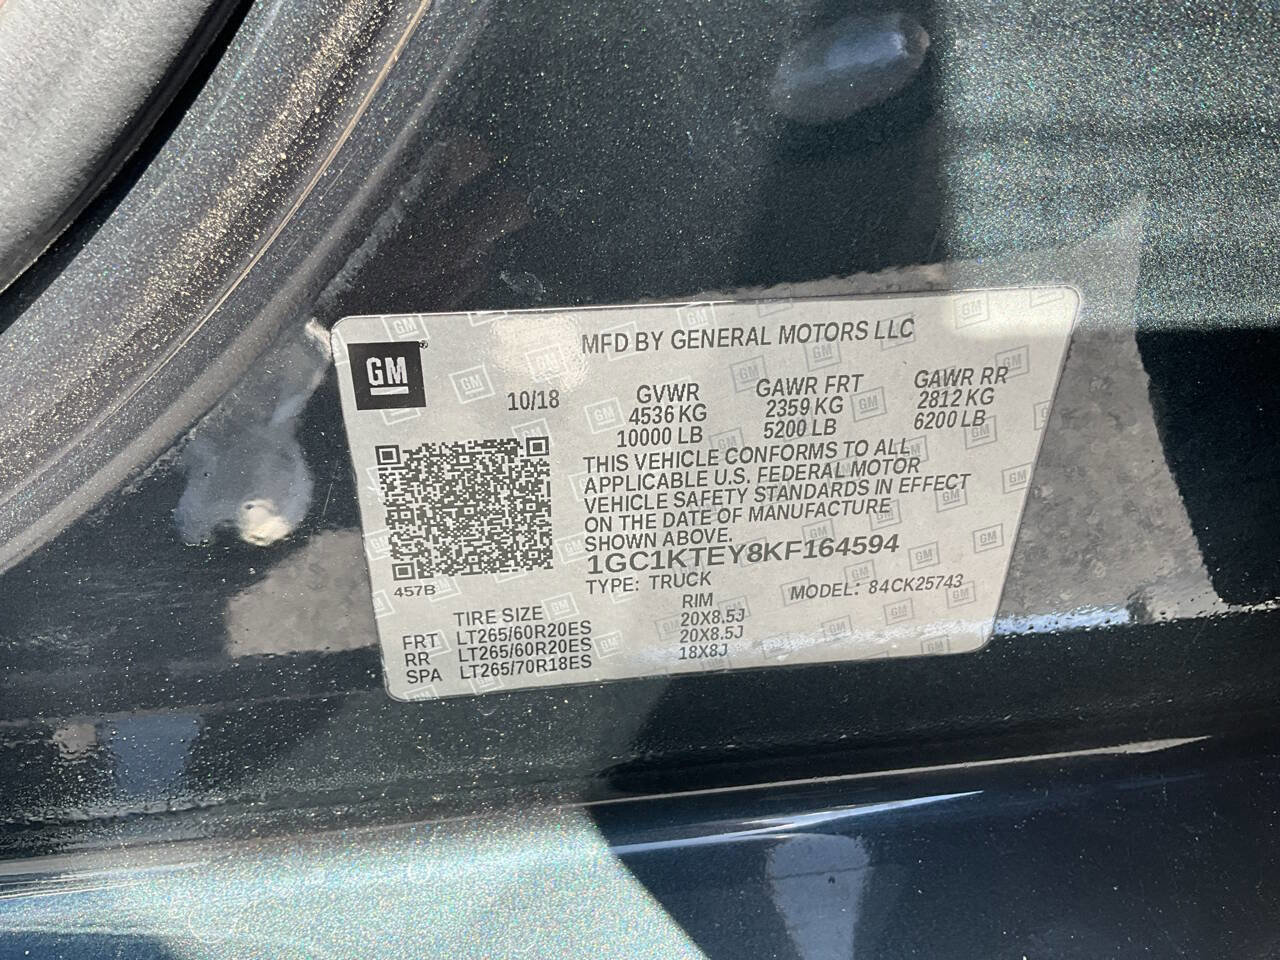 GM
MFD BY GENERAL MOTORS LLC
10/18
GVWR GAWR FRT GAWR RR
4536 KG 2359 KG 2812 KG
10000 LB 5200 LB 6200 LB
THIS VEHICLE CONFORMS TO ALL
APPLICABLE U.S. FEDERAL MOTOR
VEHICLE SAFETY STANDARDS IN EFFECT
ON THE DATE OF MANUFACTURE
SHOWN ABOVE.
1GC1KTEY8KF164594
457B
TYPE: TRUCK MODEL: 84CK25743
TIRE SIZE RIM
FRT LT265/60R20ES 20X8.5J
RR LT265/60R20ES 20X8.5J
SPA LT265/70R18ES 18X8J